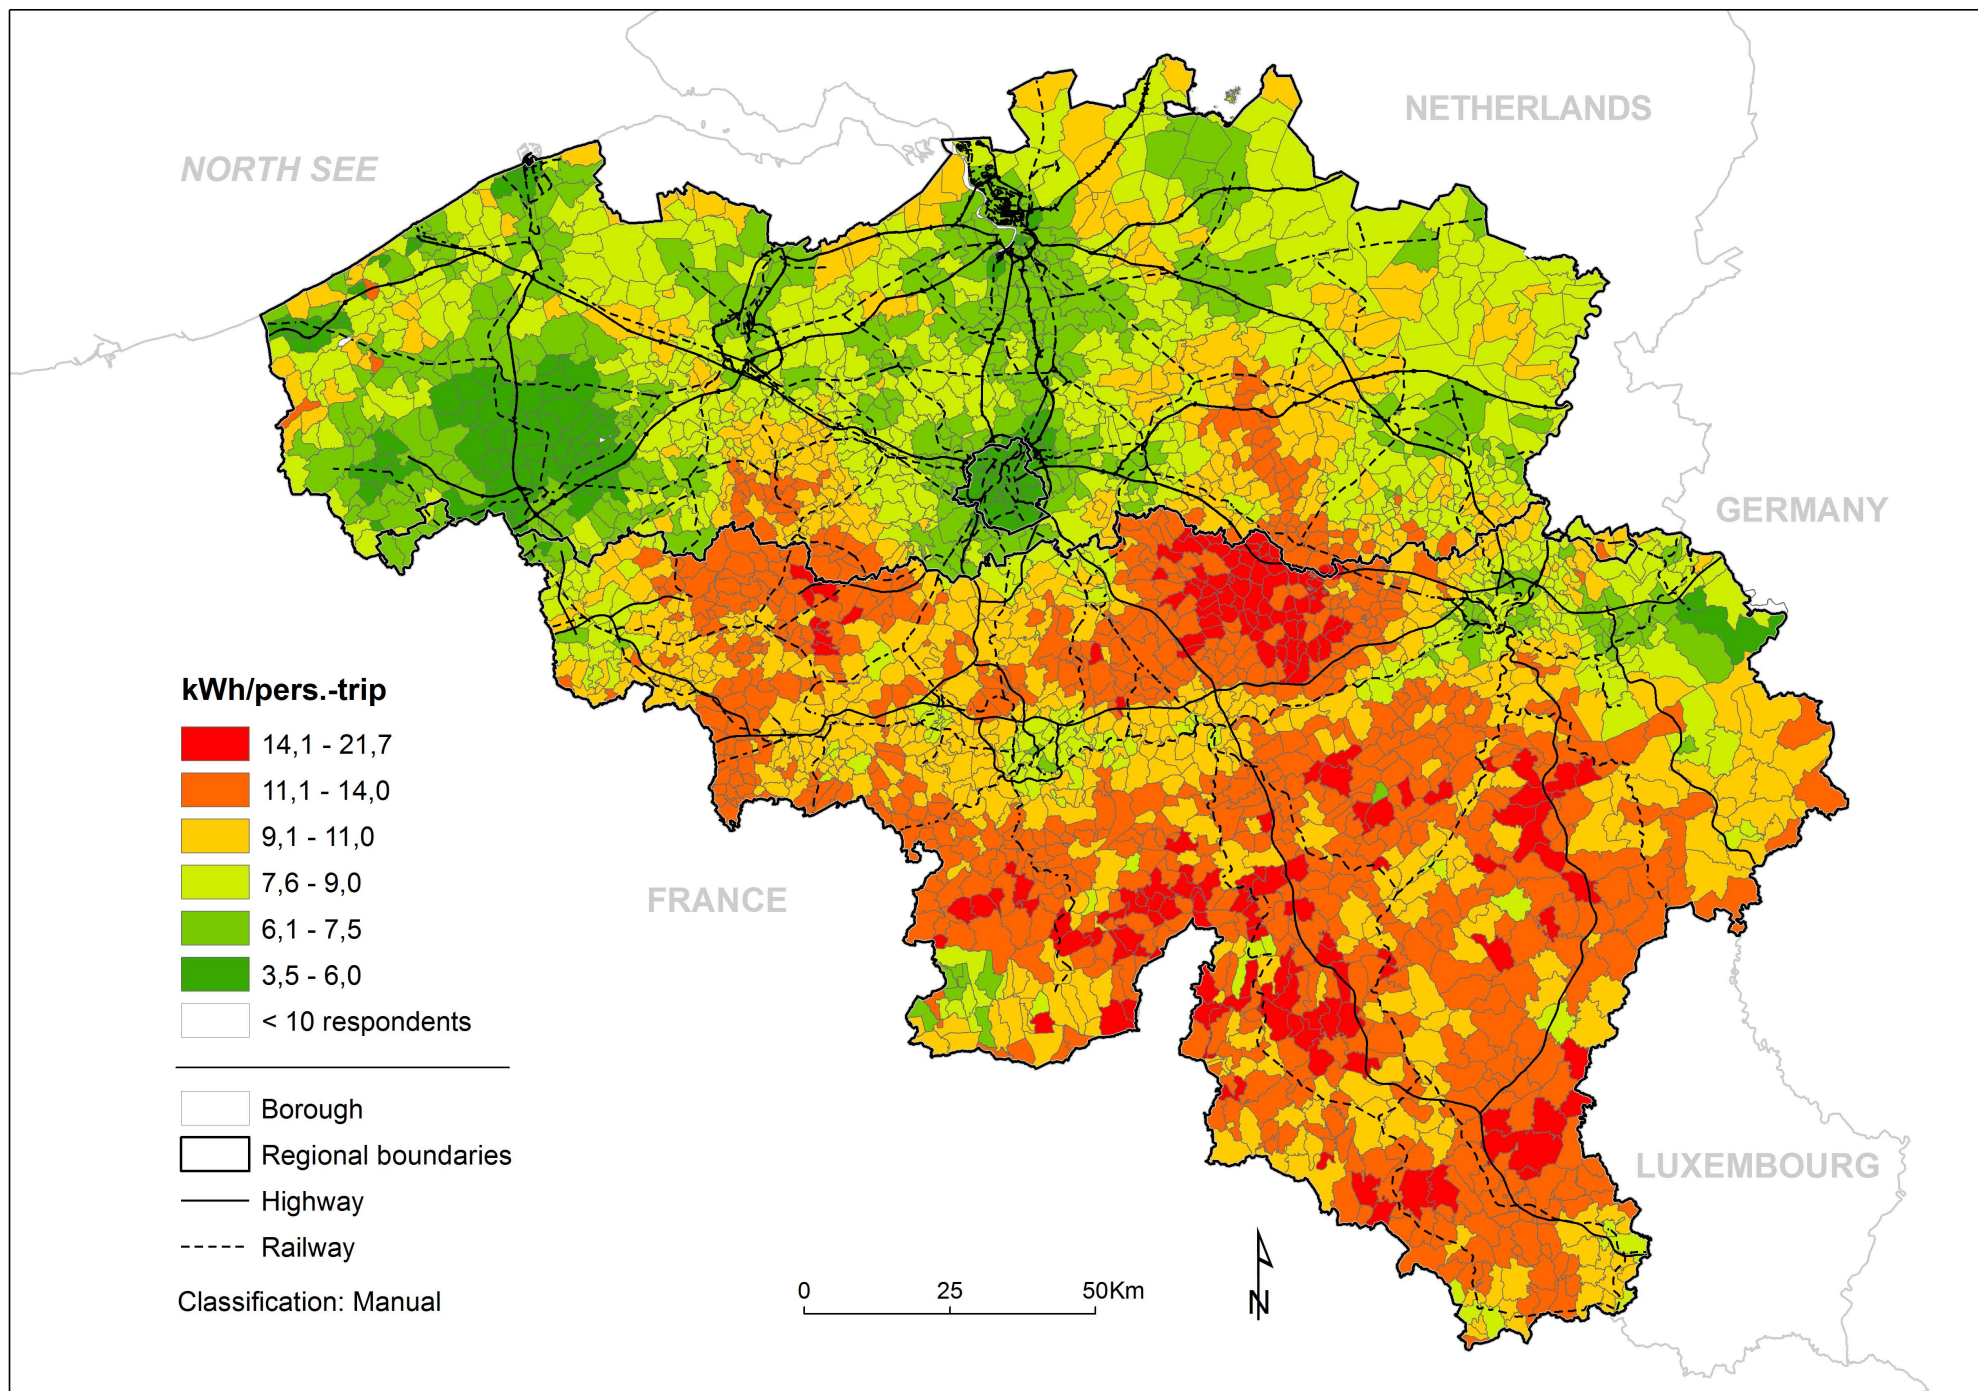 NETHERLANDS
NORTH SEE
GERMANY
kWh/pers.-trip
14,1 - 21,7
11,1 - 14,0
9,1 - 11,0
7,6 - 9,0
6,1 - 7,5
3,5 - 6,0
< 10 respondents
FRANCE
Borough
Regional boundaries
Highway
Railway
Classification: Manual
LUXEMBOURG
0 25 50Km
N